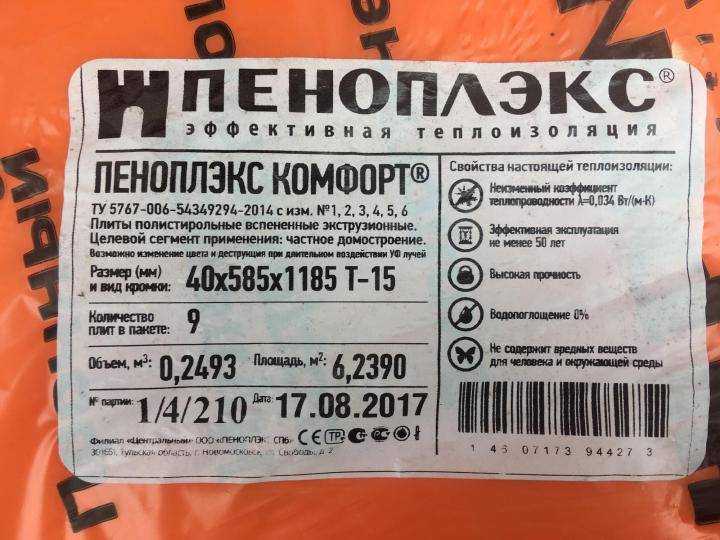 ПЕНОПЛЭКС®
эффективная теплоизоляция
ПЕНОПЛЭКС КОМФОРТ®
ТУ 5767-006-54349294-2014 с изм. №1, 2, 3, 4, 5, 6
Плиты полистирольные вспененные экструзионные.
Целевой сегмент применения: частное домостроение.
Возможно изменение цвета и деструкция при длительном воздействии УФ лучей
Размер (мм)
и вид кромки: 40х585х1185 Т-15
Количество
плит в пакете: 9
Объем, м³: 0,2493 Площадь, м²: 6,2390
№ партии: 1/4/210 Дата: 17.08.2017
Филиал «Центральный» ООО «ПЕНОПЛЭКС СПб»
301651, Тульская область, г. Новомосковск, ул. Свободы, д.
Свойства настоящей теплоизоляции:
Неизменный коэффициент
теплопроводности λ=0,034 Вт/(м·К)
Эффективная эксплуатация
не менее 50 лет
Высокая прочность
Водопоглощение 0%
Не содержит вредных веществ
для человека и окружающей среды
1 46 07173 94427 3